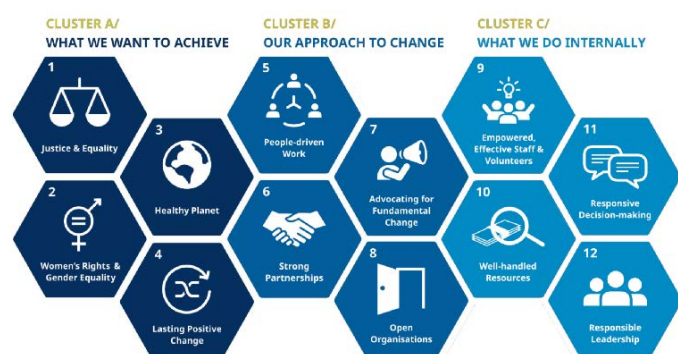 CLUSTER A/
WHAT WE WANT TO ACHIEVE
CLUSTER B/
OUR APPROACH TO CHANGE
CLUSTER C/
WHAT WE DO INTERNALLY
1
Justice & Equality
2
Women's Rights &
Gender Equality
3
Healthy Planet
4
Lasting Positive
Change
5
People-driven
Work
6
Strong
Partnerships
7
Advocating for
Fundamental
Change
8
Open
Organisations
9
Empowered,
Effective Staff &
Volunteers
10
Well-handled
Resources
11
Responsive
Decision-making
12
Responsible
Leadership